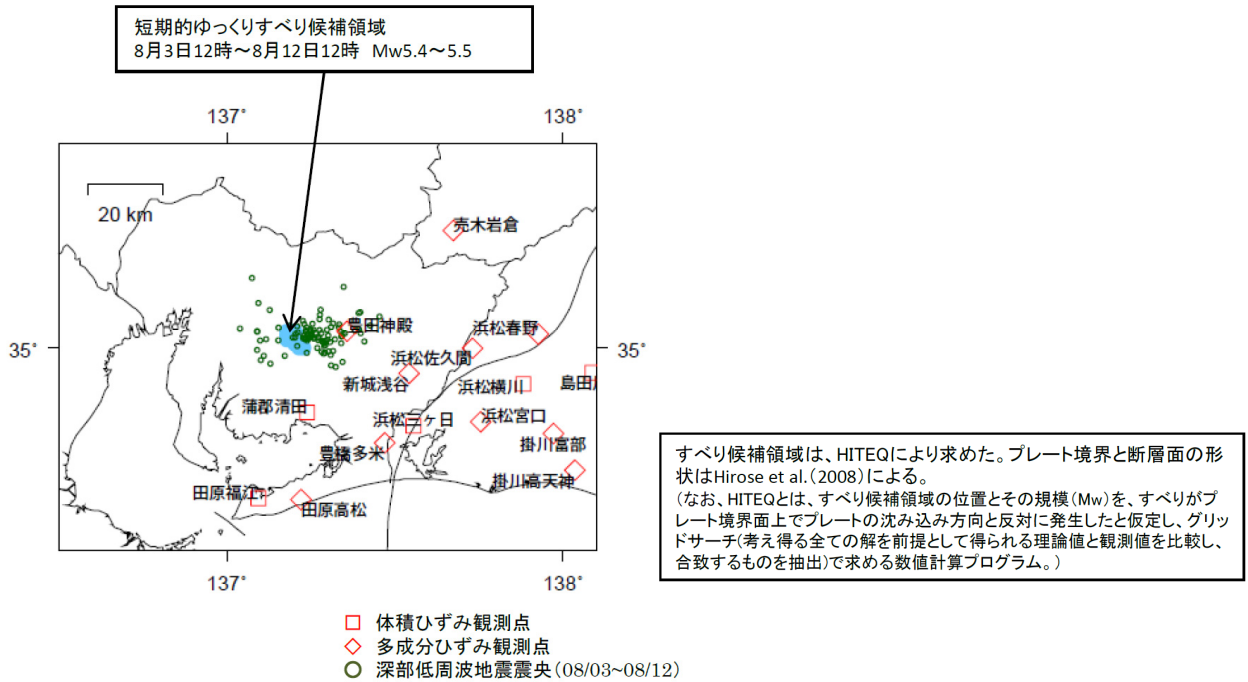 短期的ゆっくりすべり候補領域
8月3日12時～8月12日12時　Mw5.4～5.5
137°
138°
20 km
売木岩倉
豊田神殿
浜松春野
35°
35°
浜松佐久間
新城浅谷
浜松横川
島田
蒲郡清田
浜松三ヶ日
浜松宮口
掛川富部
豊橋多米
掛川高天神
田原福江
田原高松
137°
138°
すべり候補領域は、HITEQにより求めた。プレート境界と断層面の形
状はHirose et al.（2008）による。
（なお、HITEQとは、すべり候補領域の位置とその規模（Mw）を、すべりがプ
レート境界面上でプレートの沈み込み方向と反対に発生したと仮定し、グリッ
ドサーチ（考え得る全ての解を前提として得られる理論値と観測値を比較し、
合致するものを抽出）で求める数値計算プログラム。）
体積ひずみ観測点
多成分ひずみ観測点
深部低周波地震震央（08/03~08/12）